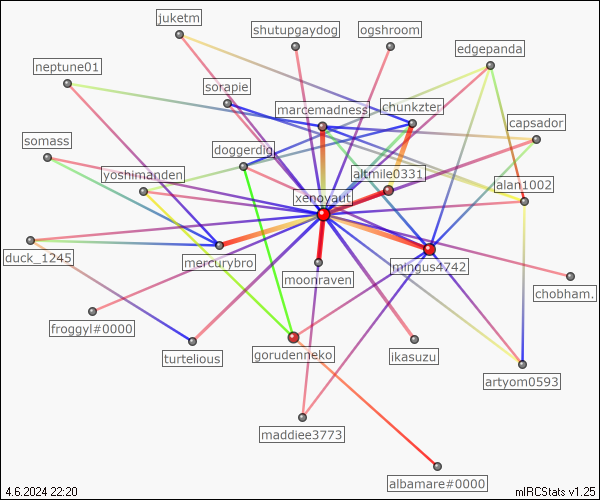 juketm
shutupgaydog
ogshroom
edgepanda
neptune01
sorapie
marcemadness
chunkzter
capsador
somass
doggerdig
yoshimanden
altmile0331
alan1002
xenoyaut
duck_1245
mercurybro
mingus4742
moonraven
chobham.
froggyl#0000
turtelious
gorudenneko
ikasuzu
artyom0593
maddiee3773
albamare#0000
4.6.2024 22:20
mIRCStats v1.25